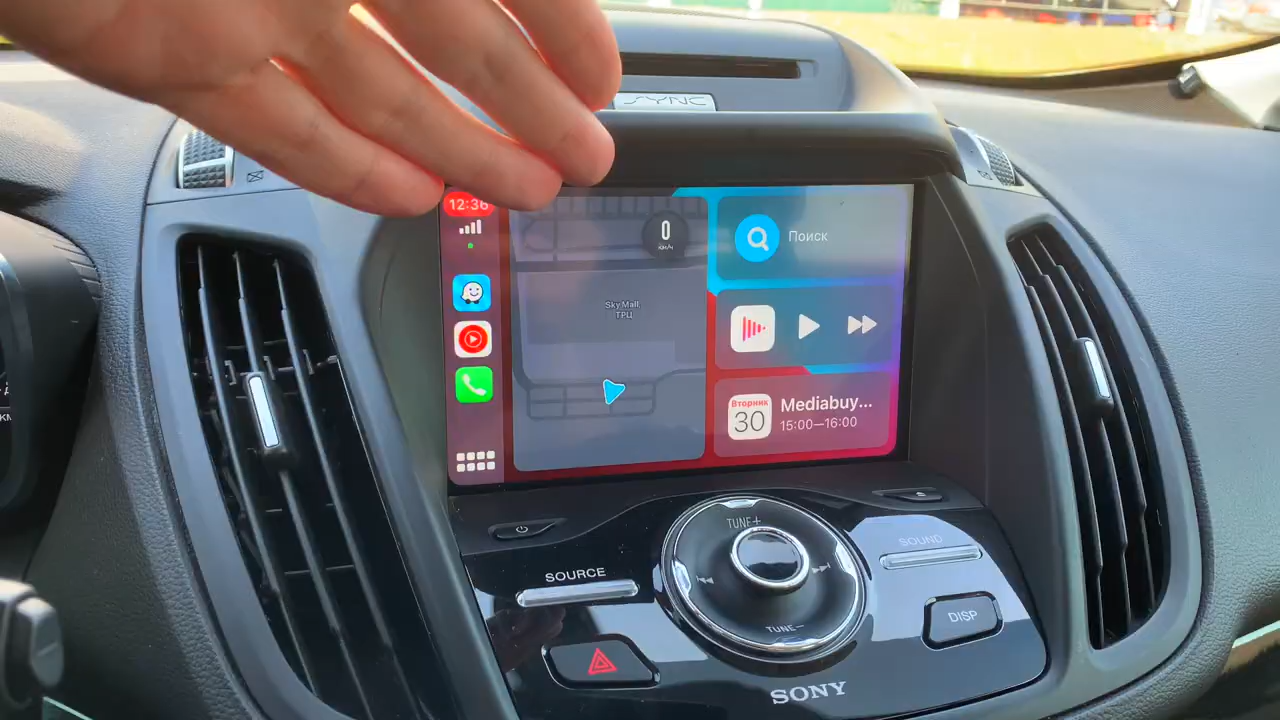 SYNC
12:36
0
км/ч
Поиск
Sky Mall,
ТРЦ
Вторник
30
Mediabuy...
15:00—16:00
TUNE+
SOURCE
SOUND
TUNE−
DISP
SONY